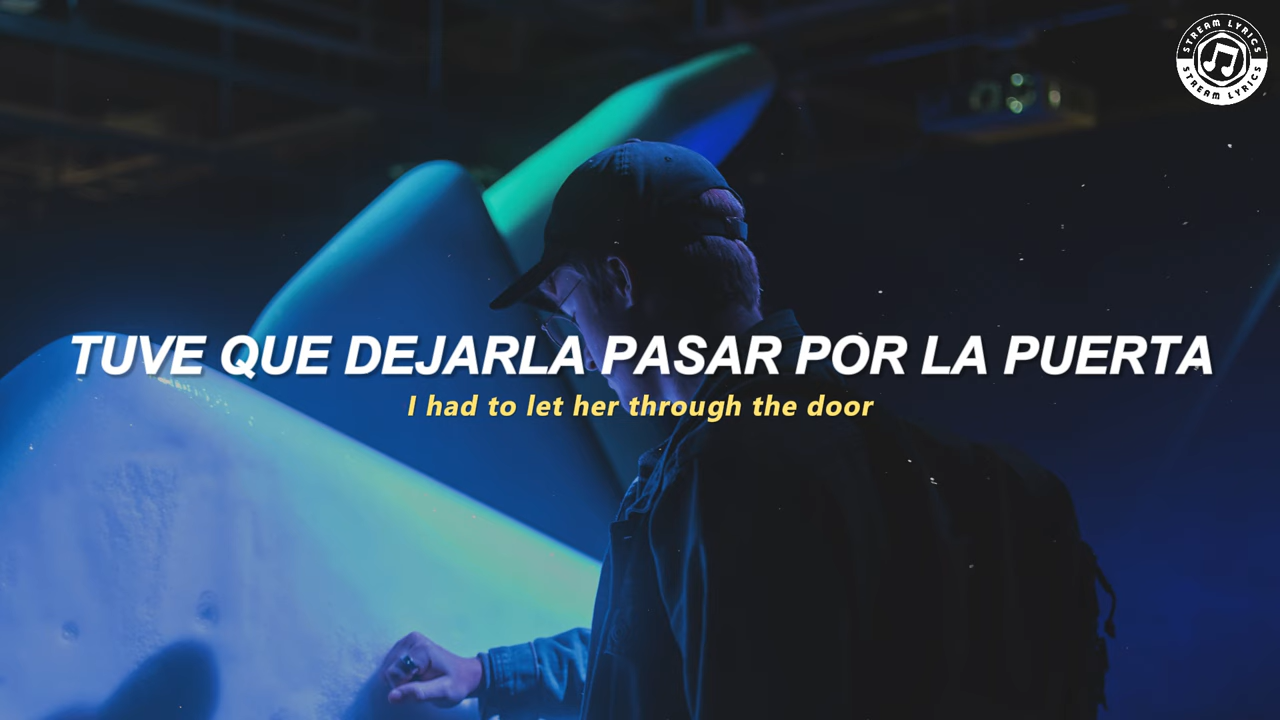 STREAM LYRICS
STREAM LYRICS
TUVE QUE DEJARLA PASAR POR LA PUERTA
I had to let her through the door